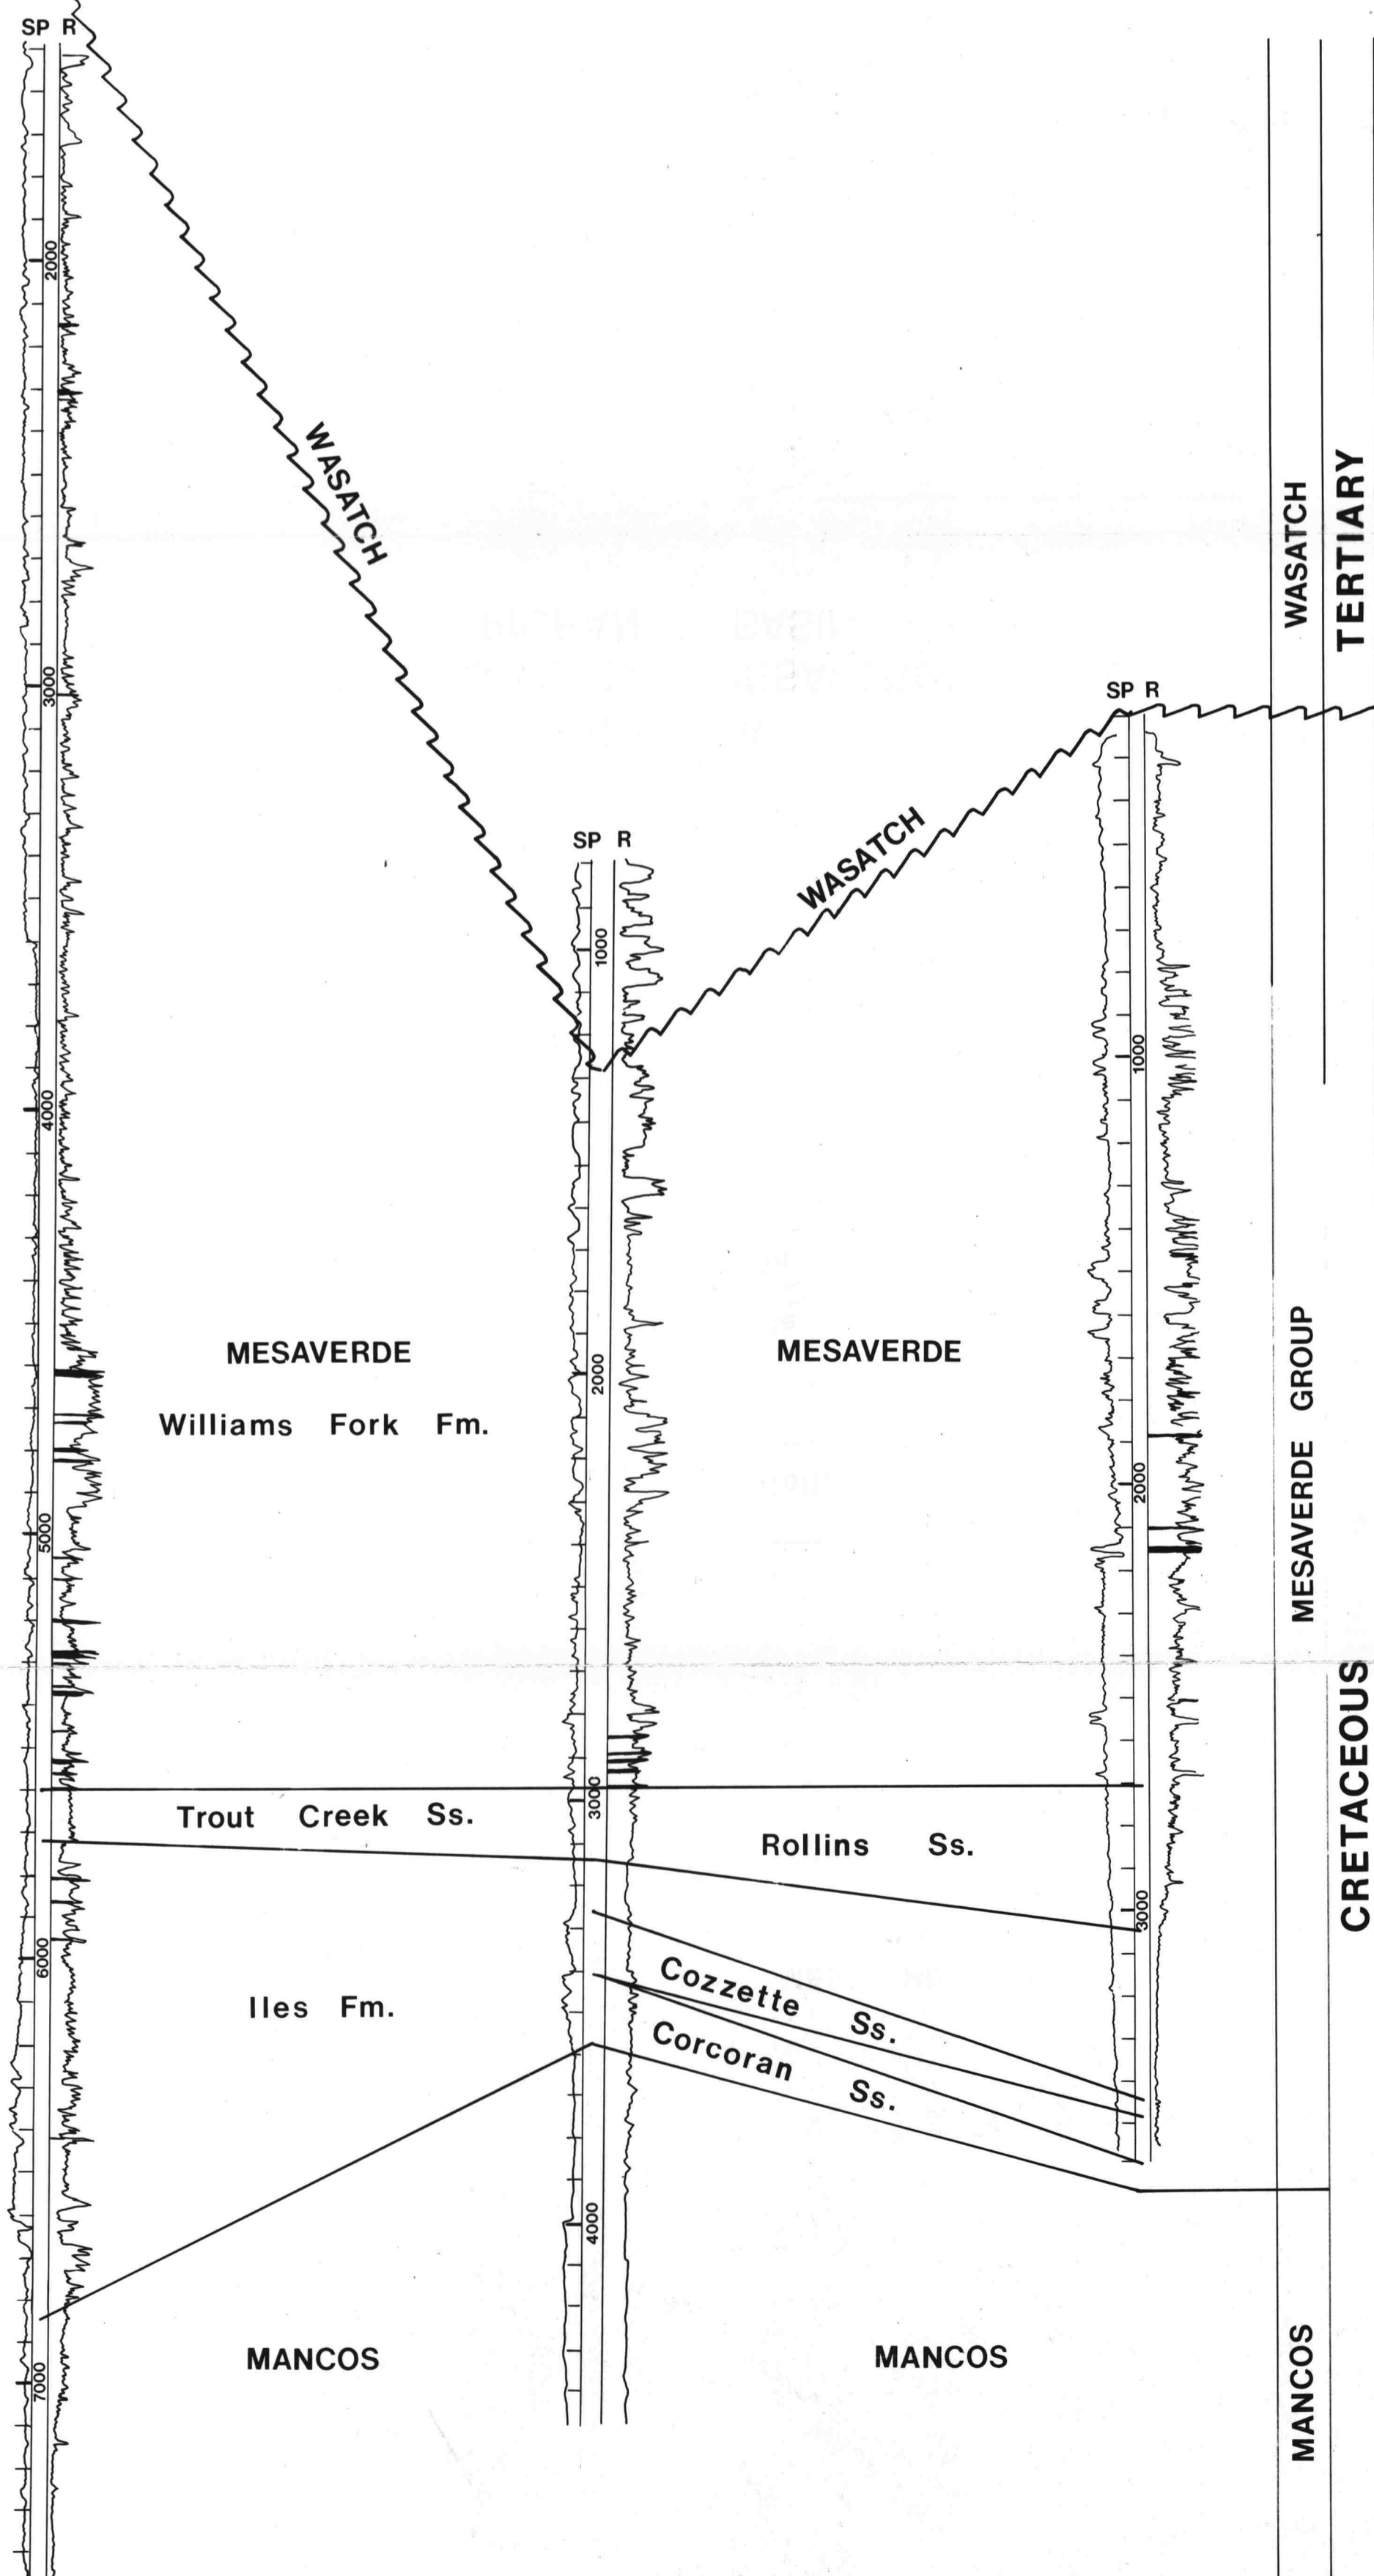 SP R
2000
3000
4000
5000
6000
7000
WASATCH
MESAVERDE
Williams Fork Fm.
Trout Creek Ss.
Iles Fm.
MANCOS
SP R
1000
2000
3000
4000
WASATCH
MESAVERDE
Rollins Ss.
Cozzette Ss.
Corcoran Ss.
MANCOS
SP R
1000
2000
3000
WASATCH
MESAVERDE GROUP
MANCOS
TERTIARY
CRETACEOUS